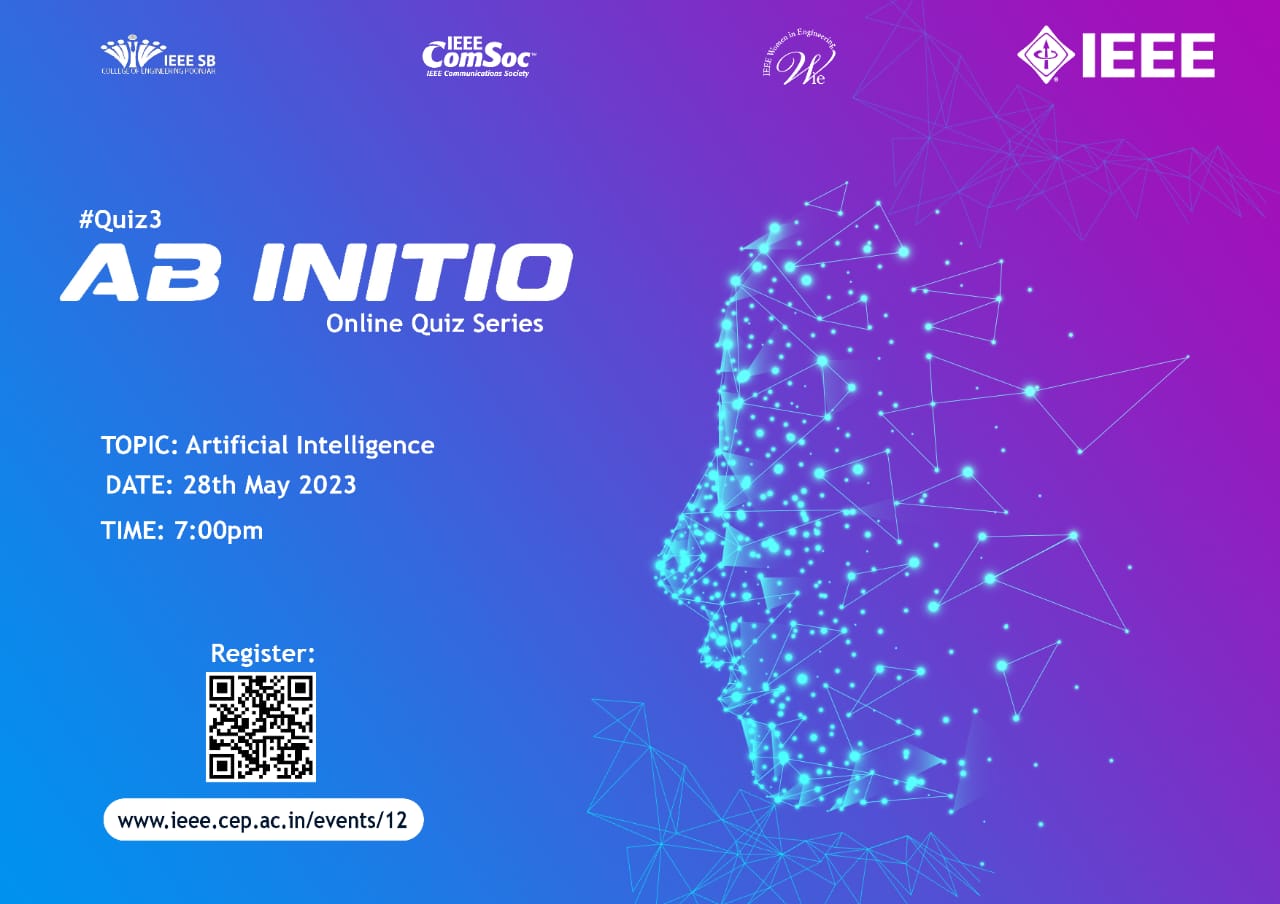 IEEE SB
COLLEGE OF ENGINEERING POONJAR
IEEE
ComSoc™
IEEE Communications Society
IEEE Women in Engineering
Wie
IEEE
#Quiz3
AB INITIO
Online Quiz Series
TOPIC: Artificial Intelligence
DATE: 28th May 2023
TIME: 7:00pm
Register:
www.ieee.cep.ac.in/events/12